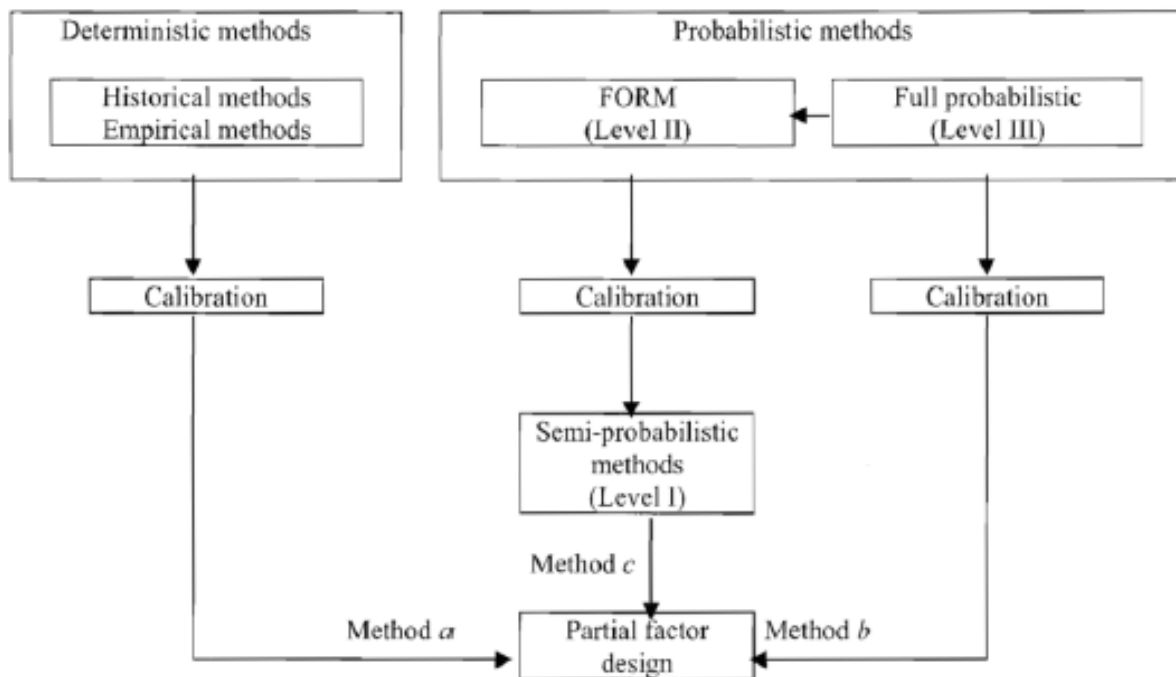 Deterministic methods
Historical methods
Empirical methods
Probabilistic methods
FORM
(Level II)
Full probabilistic
(Level III)
Calibration
Calibration
Calibration
Semi-probabilistic
methods
(Level I)
Method c
Method a
Partial factor
design
Method b